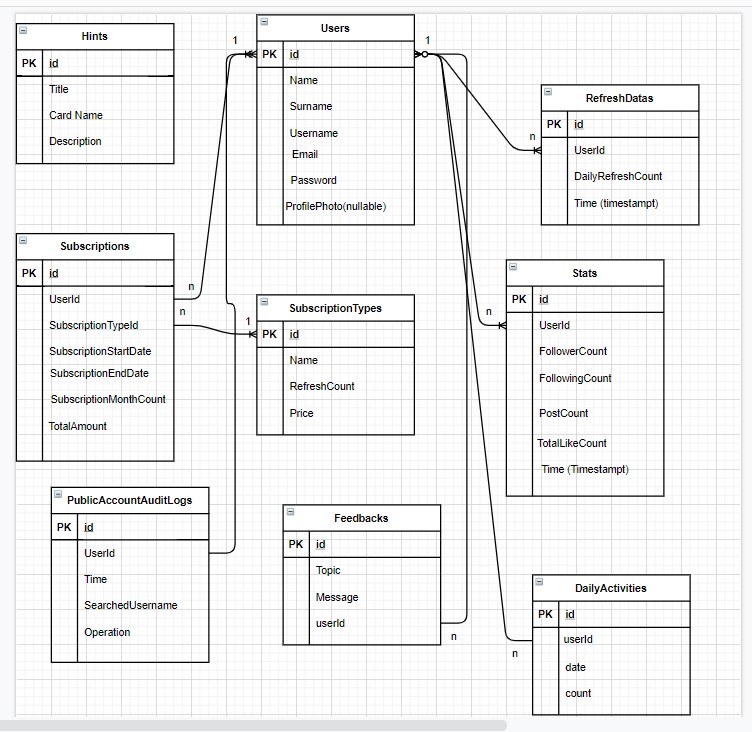 Hints
PK id
Title
Card Name
Description
1
Users
PK id
Name
Surname
Username
Email
Password
ProfilePhoto(nullable)
1
RefreshDatas
PK id
n
UserId
DailyRefreshCount
Time (timestampt)
Subscriptions
PK id
UserId
n
SubscriptionTypeId
n
SubscriptionStartDate
SubscriptionEndDate
SubscriptionMonthCount
TotalAmount
SubscriptionTypes
1
PK id
Name
RefreshCount
Price
Stats
PK id
n
UserId
FollowerCount
FollowingCount
PostCount
TotalLikeCount
Time (Timestampt)
PublicAccountAuditLogs
PK id
UserId
Time
SearchedUsername
Operation
Feedbacks
PK id
Topic
Message
userId
n
DailyActivities
PK id
userId
n
date
count